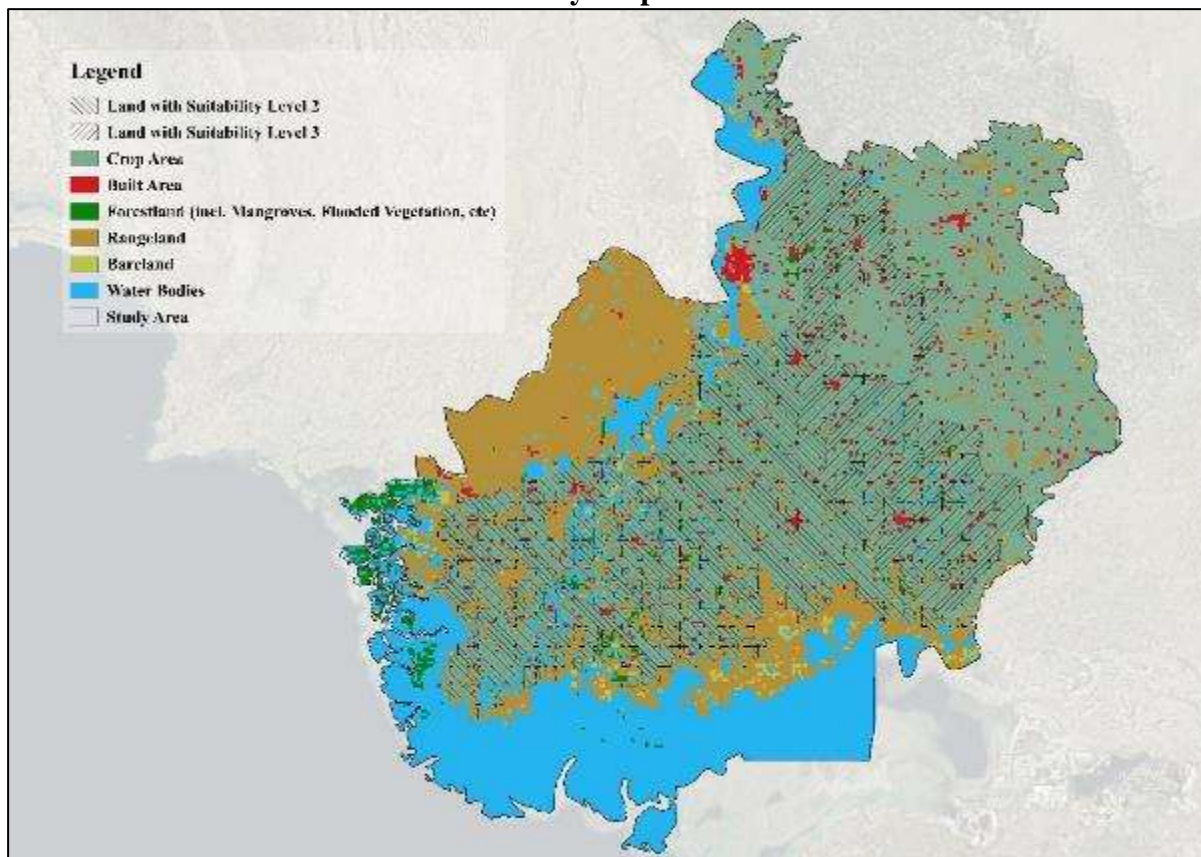 Legend
Land with Suitability Level 2
Land with Suitability Level 3
Crop Area
Built Area
Forestland (incl. Mangroves, Flooded Vegetation, etc)
Rangeland
Bareland
Water Bodies
Study Area